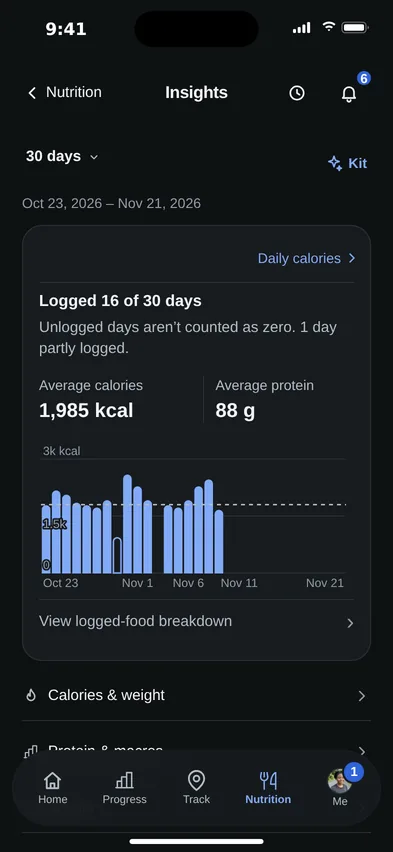 9:41
6
Nutrition
Insights
30 days
Kit
Oct 23, 2026 – Nov 21, 2026
Daily calories
Logged 16 of 30 days
Unlogged days aren’t counted as zero. 1 day
partly logged.
Average calories
Average protein
1,985 kcal
88 g
3k kcal
1.5k
0
Oct 23
Nov 1
Nov 6
Nov 11
Nov 21
View logged-food breakdown
Calories & weight
Protein & macros
1
Home
Progress
Track
Nutrition
Me